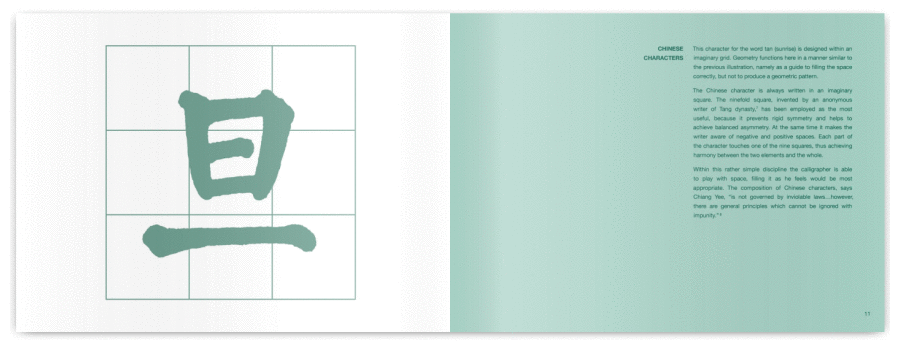 旦
CHINESE
CHARACTERS
This character for the word tan (sunrise) is designed within an
imaginary grid. Geometry functions here in a manner similar to
the previous illustration, namely as a guide to filling the space
correctly, but not to produce a geometric pattern.
The Chinese character is always written in an imaginary
square. The ninefold square, invented by an anonymous
writer of Tang dynasty,¹ has been employed as the most
useful, because it prevents rigid symmetry and helps to
achieve balanced asymmetry. At the same time it makes the
writer aware of negative and positive spaces. Each part of
the character touches one of the nine squares, thus achieving
harmony between the two elements and the whole.
Within this rather simple discipline the calligrapher is able
to play with space, filling it as he feels would be most
appropriate. The composition of Chinese characters, says
Chiang Yee, "is not governed by inviolable laws...however,
there are general principles which cannot be ignored with
impunity."²
11